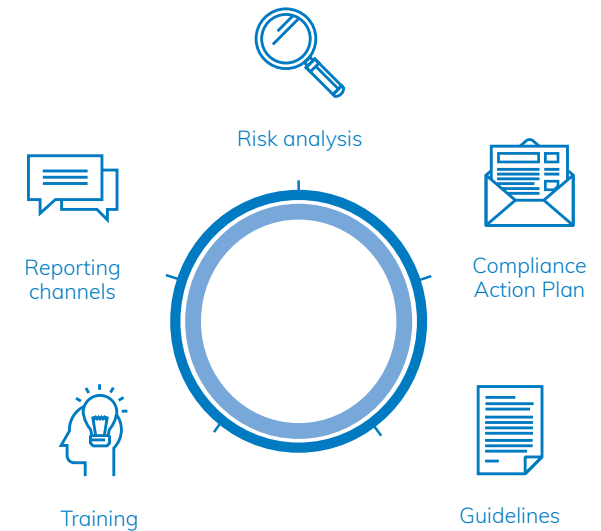 Risk analysis
Reporting
channels
Compliance
Action Plan
Training
Guidelines